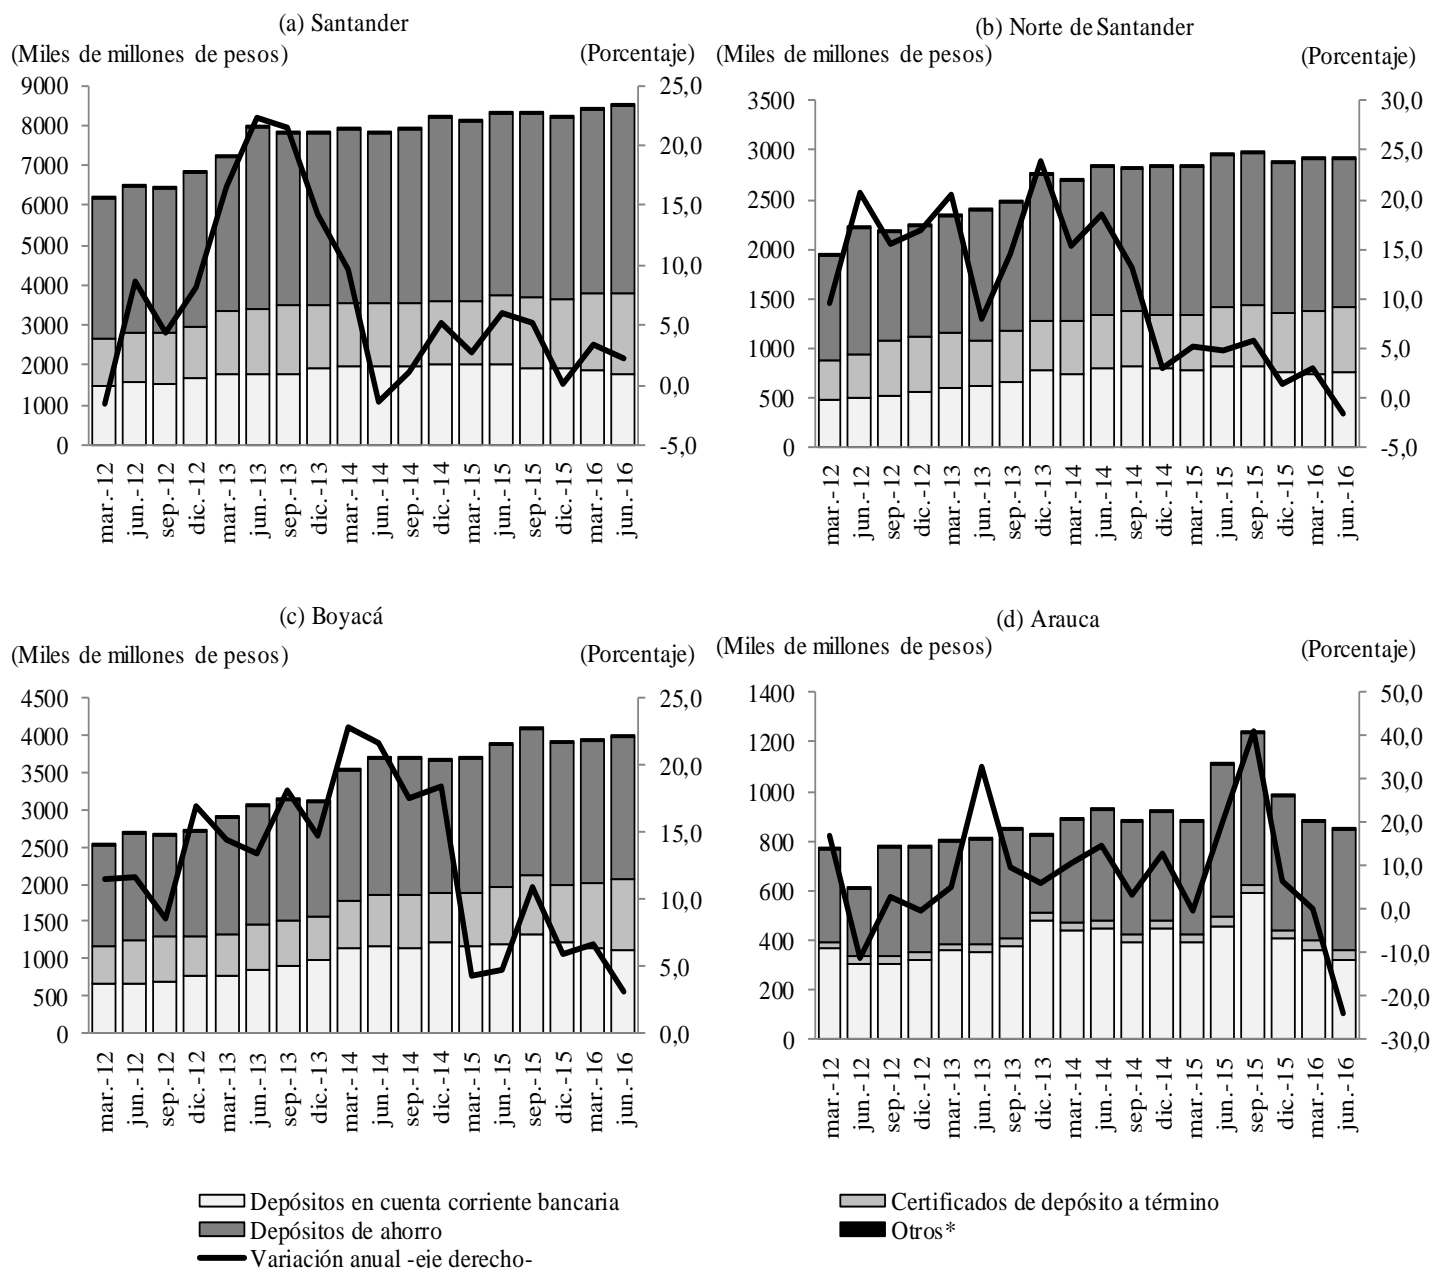 (a) Santander
(Miles de millones de pesos) (Porcentaje)
9000
8000
7000
6000
5000
4000
3000
2000
1000
0
25,0
20,0
15,0
10,0
5,0
0,0
-5,0
mar.-12
jun.-12
sep.-12
dic.-12
mar.-13
jun.-13
sep.-13
dic.-13
mar.-14
jun.-14
sep.-14
dic.-14
mar.-15
jun.-15
sep.-15
dic.-15
mar.-16
jun.-16
(b) Norte de Santander
(Miles de millones de pesos) (Porcentaje)
3500
3000
2500
2000
1500
1000
500
0
30,0
25,0
20,0
15,0
10,0
5,0
0,0
-5,0
mar.-12
jun.-12
sep.-12
dic.-12
mar.-13
jun.-13
sep.-13
dic.-13
mar.-14
jun.-14
sep.-14
dic.-14
mar.-15
jun.-15
sep.-15
dic.-15
mar.-16
jun.-16
(c) Boyacá
(Miles de millones de pesos) (Porcentaje)
4500
4000
3500
3000
2500
2000
1500
1000
500
0
25,0
20,0
15,0
10,0
5,0
0,0
mar.-12
jun.-12
sep.-12
dic.-12
mar.-13
jun.-13
sep.-13
dic.-13
mar.-14
jun.-14
sep.-14
dic.-14
mar.-15
jun.-15
sep.-15
dic.-15
mar.-16
jun.-16
(d) Arauca
(Miles de millones de pesos) (Porcentaje)
1400
1200
1000
800
600
400
200
0
50,0
40,0
30,0
20,0
10,0
0,0
-10,0
-20,0
-30,0
mar.-12
jun.-12
sep.-12
dic.-12
mar.-13
jun.-13
sep.-13
dic.-13
mar.-14
jun.-14
sep.-14
dic.-14
mar.-15
jun.-15
sep.-15
dic.-15
mar.-16
jun.-16
Depósitos en cuenta corriente bancaria
Certificados de depósito a término
Depósitos de ahorro
Otros*
Variación anual -eje derecho-